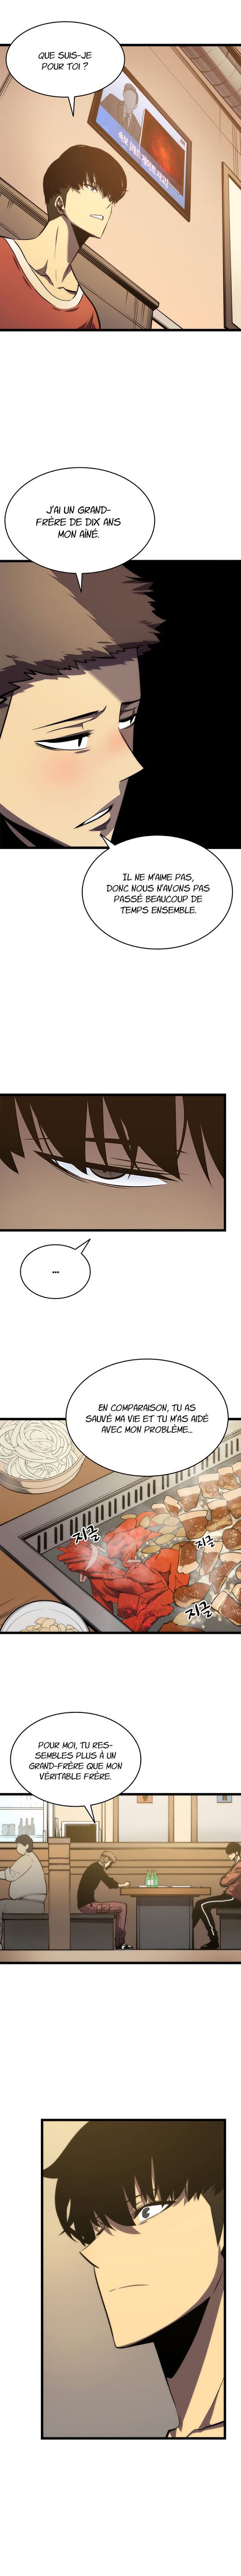 QUE SUIS-JE
POUR TOI ?
속보
J'AI UN GRAND-
FRÈRE DE DIX ANS
MON AÎNÉ.
IL NE M'AIME PAS,
DONC NOUS N'AVONS PAS
PASSÉ BEAUCOUP DE
TEMPS ENSEMBLE.
...
EN COMPARAISON, TU AS
SAUVÉ MA VIE ET TU M'AS AIDÉ
AVEC MON PROBLÈME...
지글
지글
지글
POUR MOI, TU RES-
SEMBLES PLUS À UN
GRAND-FRÈRE QUE MON
VÉRITABLE FRÈRE.